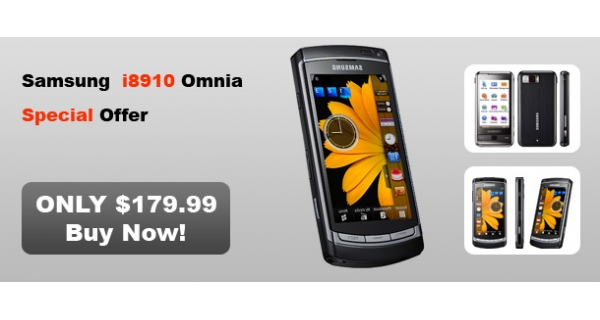 Samsung i8910 Omnia
Special Offer
ONLY $179.99
Buy Now!
SAMSUNG